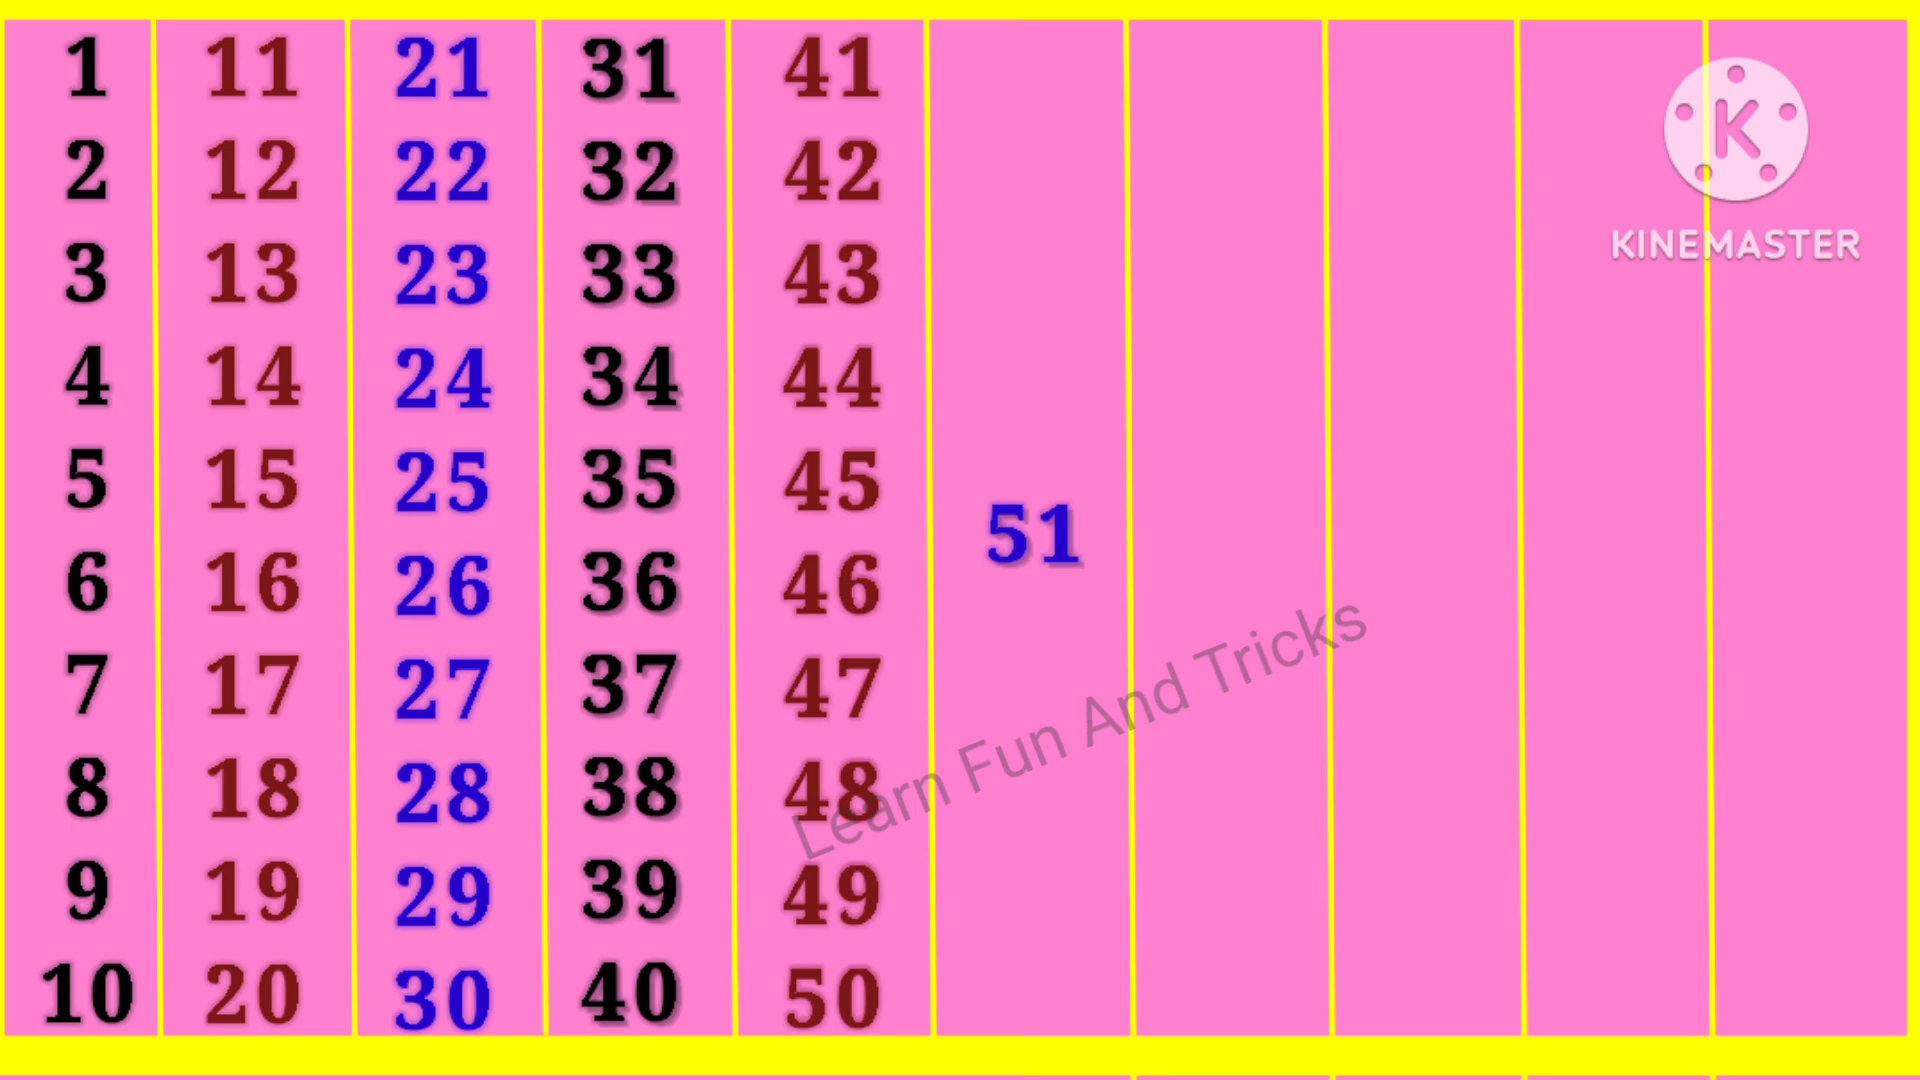 1 11 21 31 41
2 12 22 32 42
3 13 23 33 43
4 14 24 34 44
5 15 25 35 45
51
6 16 26 36 46
7 17 27 37 47
8 18 28 38 48
9 19 29 39 49
10 20 30 40 50
K
KINEMASTER
Learn Fun And Tricks